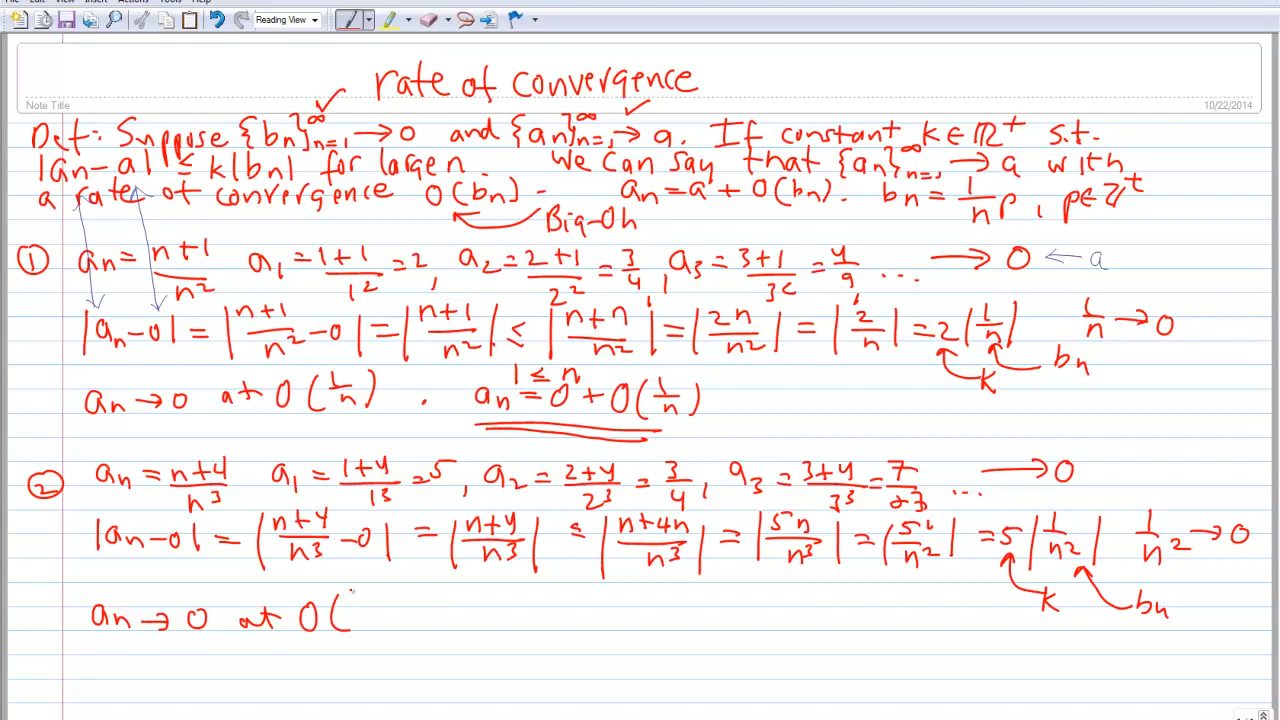 Insert Actions Tools Help
Reading View
rate of convergence
Note Title
10/22/2014
Def: Suppose {bn}∞n=1 → 0 and {an}∞n=1 → a. If constant k ∈ ℝ+ s.t.
|an - a| ≤ k|bn| for large n. We can say that {an}∞n=1 → a with
a rate of convergence O(bn). an = a + O(bn). bn = 1/n^p, p ∈ ℤ+
Big-Oh
① an = n+1/n² a1 = 1+1/1² = 2, a2 = 2+1/2² = 3/4, a3 = 3+1/3² = 4/9, ... → 0 ← a
|an-0| = |n+1/n² - 0| = |n+1/n²| ≤ |n+n/n²| = |2n/n²| = |2/n| = 2|1/n| 1/n → 0
1 ≤ n k bn
an → 0 at O(1/n). an = 0 + O(1/n)
② an = n+4/n³ a1 = 1+4/1³ = 5, a2 = 2+4/2³ = 3/4, a3 = 3+4/3³ = 7/27 ... → 0
|an-0| = |n+4/n³ - 0| = |n+4/n³| ≤ |n+4n/n³| = |5n/n³| = |5/n²| = 5|1/n²| 1/n² → 0
k bn
an → 0 at O(